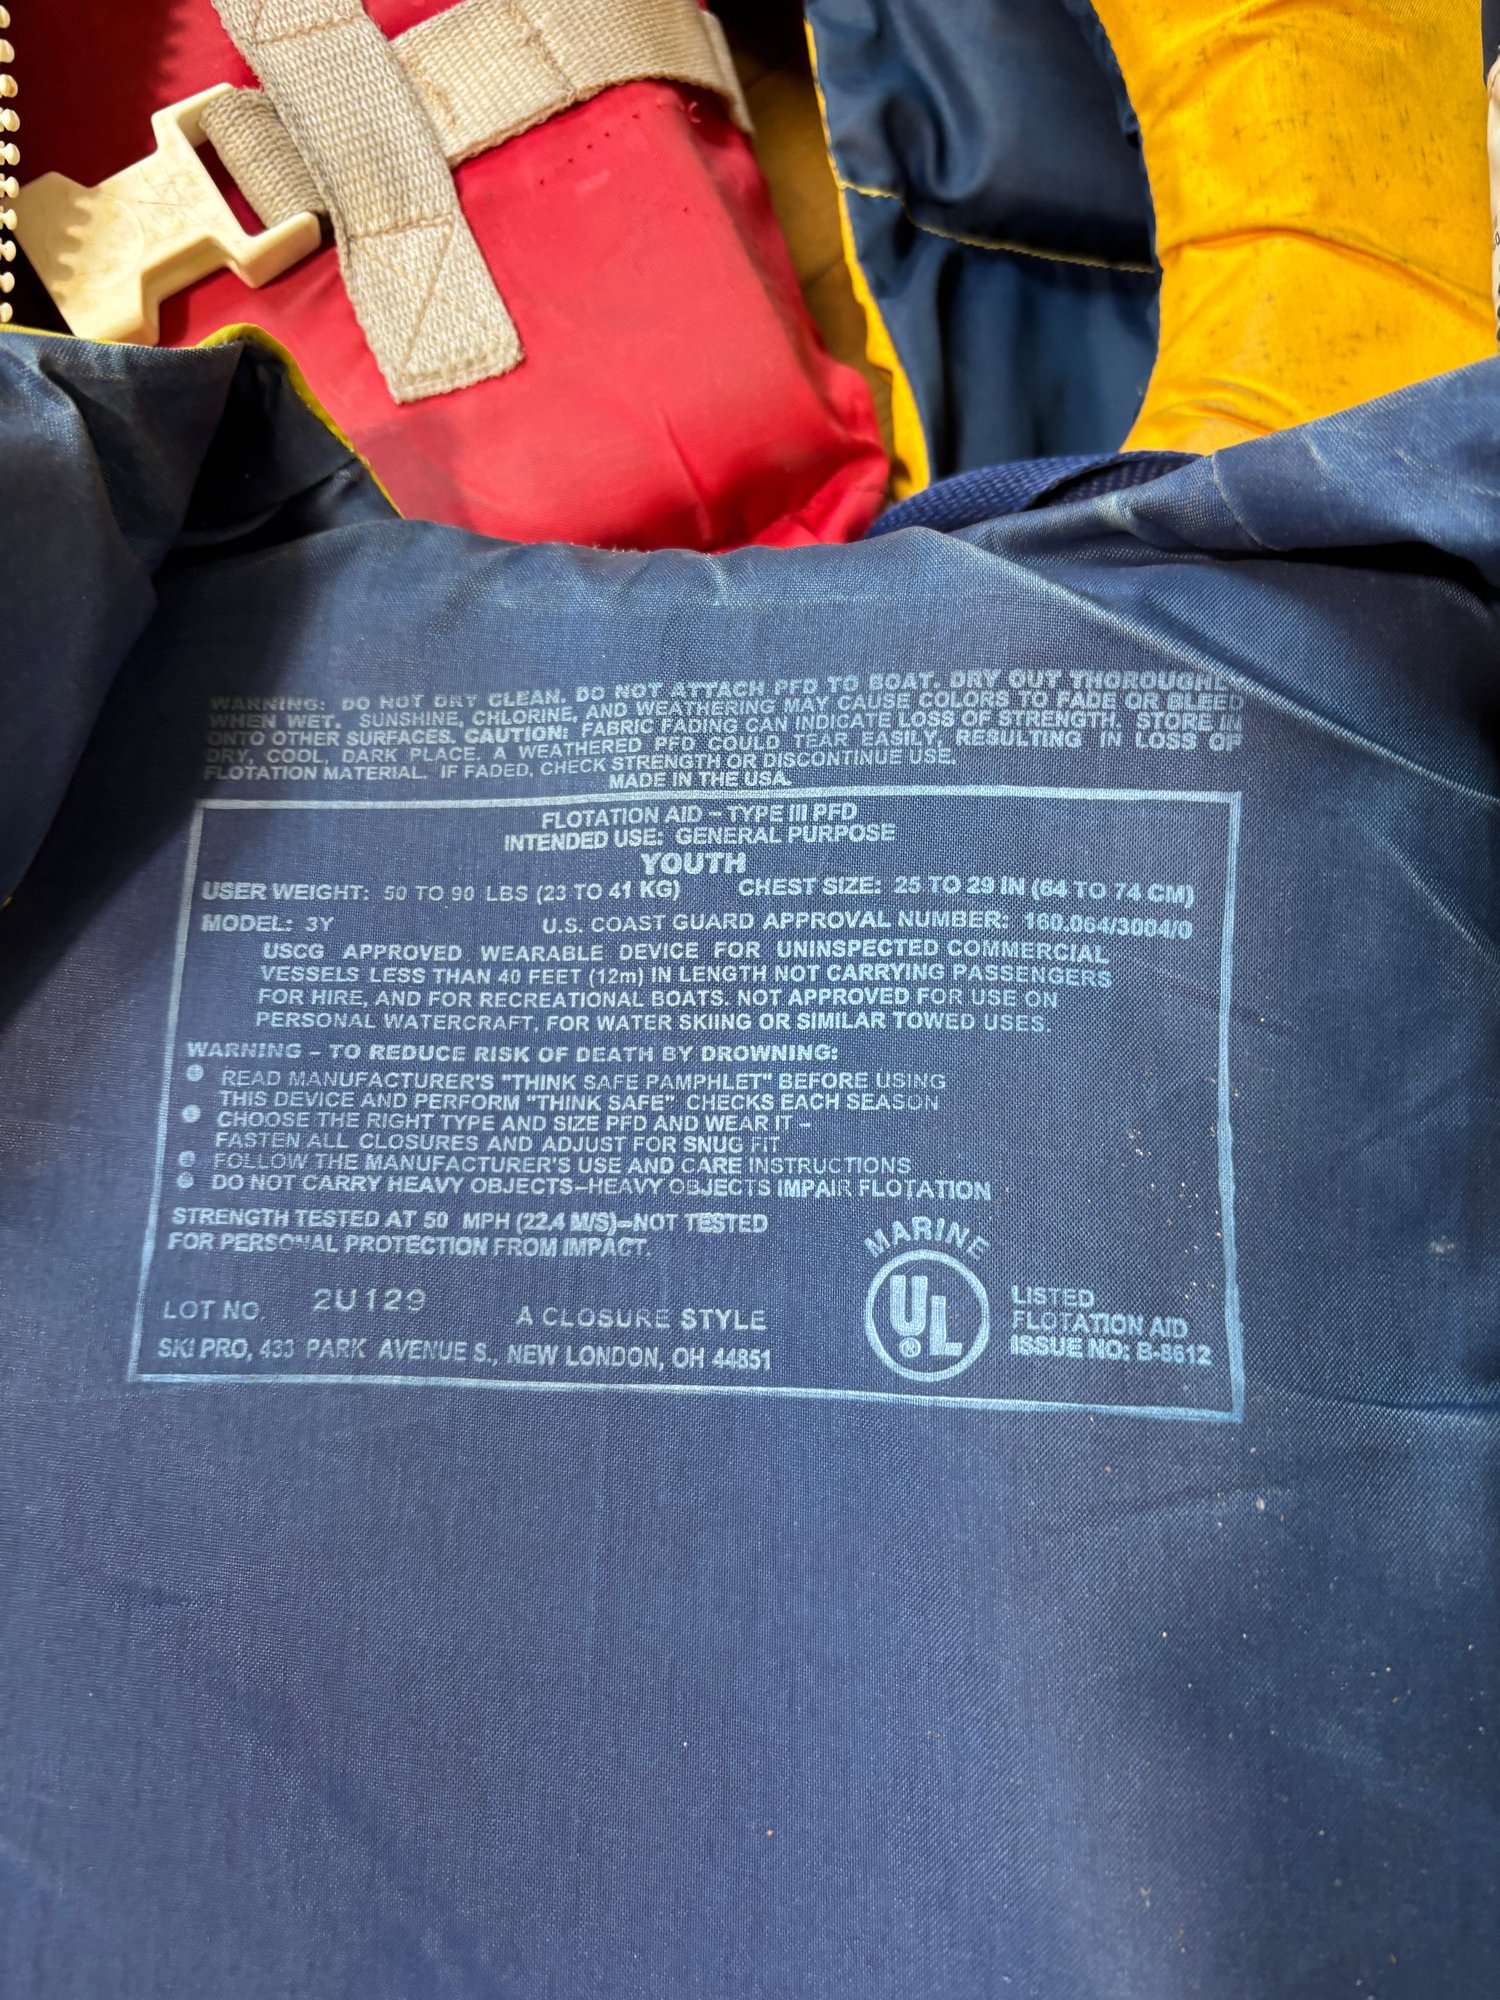 WARNING: DO NOT DRY CLEAN. DO NOT ATTACH PFD TO BOAT. DRY OUT THOROUGHLY
WHEN WET. SUNSHINE, CHLORINE, AND WEATHERING MAY CAUSE COLORS TO FADE OR BLEED
ONTO OTHER SURFACES. CAUTION: FABRIC FADING CAN INDICATE LOSS OF STRENGTH. STORE IN
DRY, COOL, DARK PLACE. A WEATHERED PFD COULD TEAR EASILY, RESULTING IN LOSS OF
FLOTATION MATERIAL. IF FADED, CHECK STRENGTH OR DISCONTINUE USE.
MADE IN THE USA.
FLOTATION AID – TYPE III PFD
INTENDED USE: GENERAL PURPOSE
YOUTH
USER WEIGHT: 50 TO 90 LBS (23 TO 41 KG) CHEST SIZE: 25 TO 29 IN (64 TO 74 CM)
MODEL: 3Y U.S. COAST GUARD APPROVAL NUMBER: 160.064/3004/0
USCG APPROVED WEARABLE DEVICE FOR UNINSPECTED COMMERCIAL
VESSELS LESS THAN 40 FEET (12m) IN LENGTH NOT CARRYING PASSENGERS
FOR HIRE, AND FOR RECREATIONAL BOATS. NOT APPROVED FOR USE ON
PERSONAL WATERCRAFT, FOR WATER SKIING OR SIMILAR TOWED USES.
WARNING – TO REDUCE RISK OF DEATH BY DROWNING:
● READ MANUFACTURER'S "THINK SAFE PAMPHLET" BEFORE USING
THIS DEVICE AND PERFORM "THINK SAFE" CHECKS EACH SEASON
● CHOOSE THE RIGHT TYPE AND SIZE PFD AND WEAR IT –
FASTEN ALL CLOSURES AND ADJUST FOR SNUG FIT
● FOLLOW THE MANUFACTURER'S USE AND CARE INSTRUCTIONS
● DO NOT CARRY HEAVY OBJECTS–HEAVY OBJECTS IMPAIR FLOTATION
STRENGTH TESTED AT 50 MPH (22.4 M/S)–NOT TESTED
FOR PERSONAL PROTECTION FROM IMPACT.
MARINE
UL ®
LISTED
FLOTATION AID
ISSUE NO: B-8612
LOT NO. 2U129 A CLOSURE STYLE
SKI PRO, 433 PARK AVENUE S., NEW LONDON, OH 44851